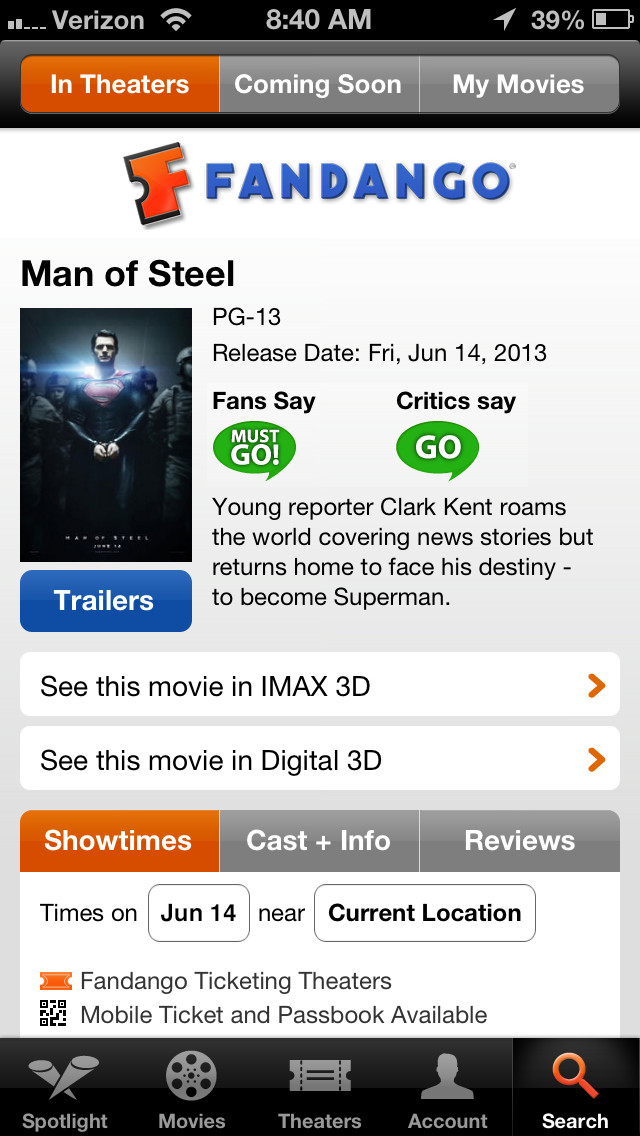 Verizon 8:40 AM 39%
In Theaters Coming Soon My Movies
FANDANGO
Man of Steel
PG-13
Release Date: Fri, Jun 14, 2013
Fans Say Critics say
MUST GO! GO
Young reporter Clark Kent roams
the world covering news stories but
returns home to face his destiny -
to become Superman.
MAN OF STEEL
JUNE 14
Trailers
See this movie in IMAX 3D
See this movie in Digital 3D
Showtimes Cast + Info Reviews
Times on Jun 14 near Current Location
Fandango Ticketing Theaters
Mobile Ticket and Passbook Available
Spotlight Movies Theaters Account Search